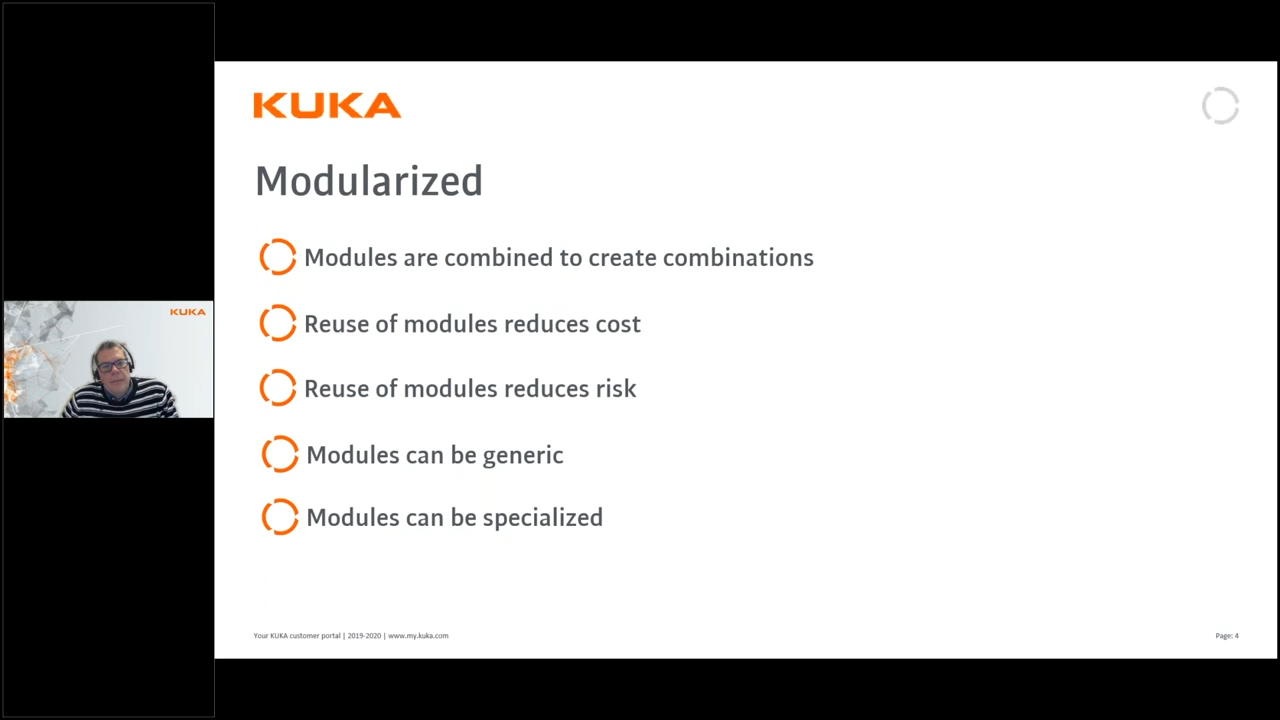 KUKA
Modularized
Modules are combined to create combinations
Reuse of modules reduces cost
Reuse of modules reduces risk
Modules can be generic
Modules can be specialized
KUKA
Your KUKA customer portal | 2019-2020 | www.my.kuka.com
Page: 4